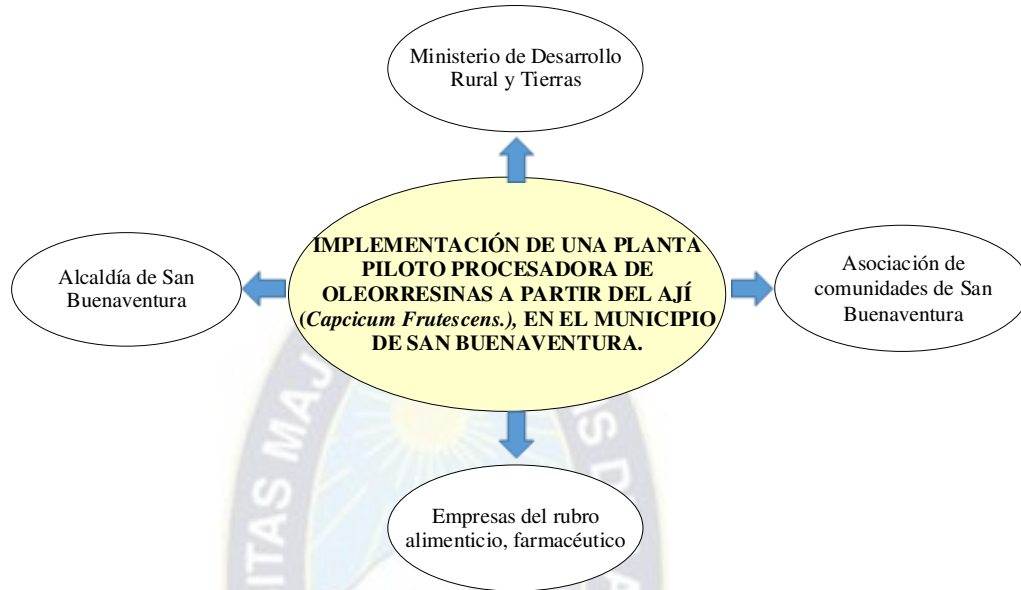 Ministerio de Desarrollo
Rural y Tierras
IMPLEMENTACIÓN DE UNA PLANTA
PILOTO PROCESADORA DE
OLEORRESINAS A PARTIR DEL AJÍ
(Capcicum Frutescens.), EN EL MUNICIPIO
DE SAN BUENAVENTURA.
Alcaldía de San
Buenaventura
Asociación de
comunidades de San
Buenaventura
Empresas del rubro
alimenticio, farmacéutico